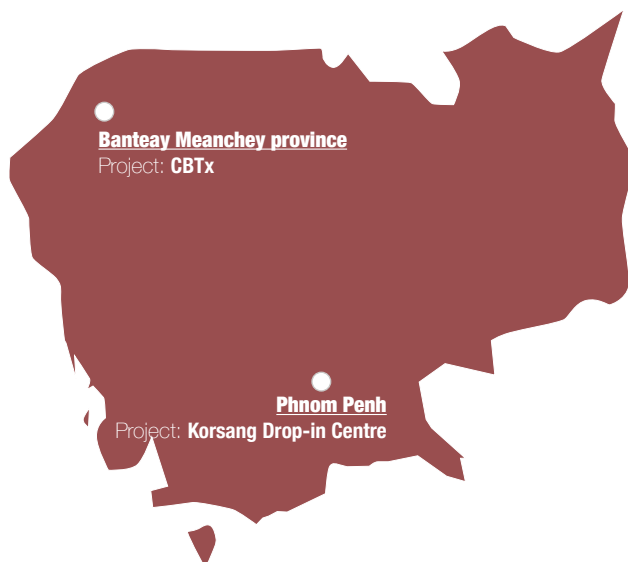 Banteay Meanchey province
Project: CBTx
Phnom Penh
Project: Korsang Drop-in Centre